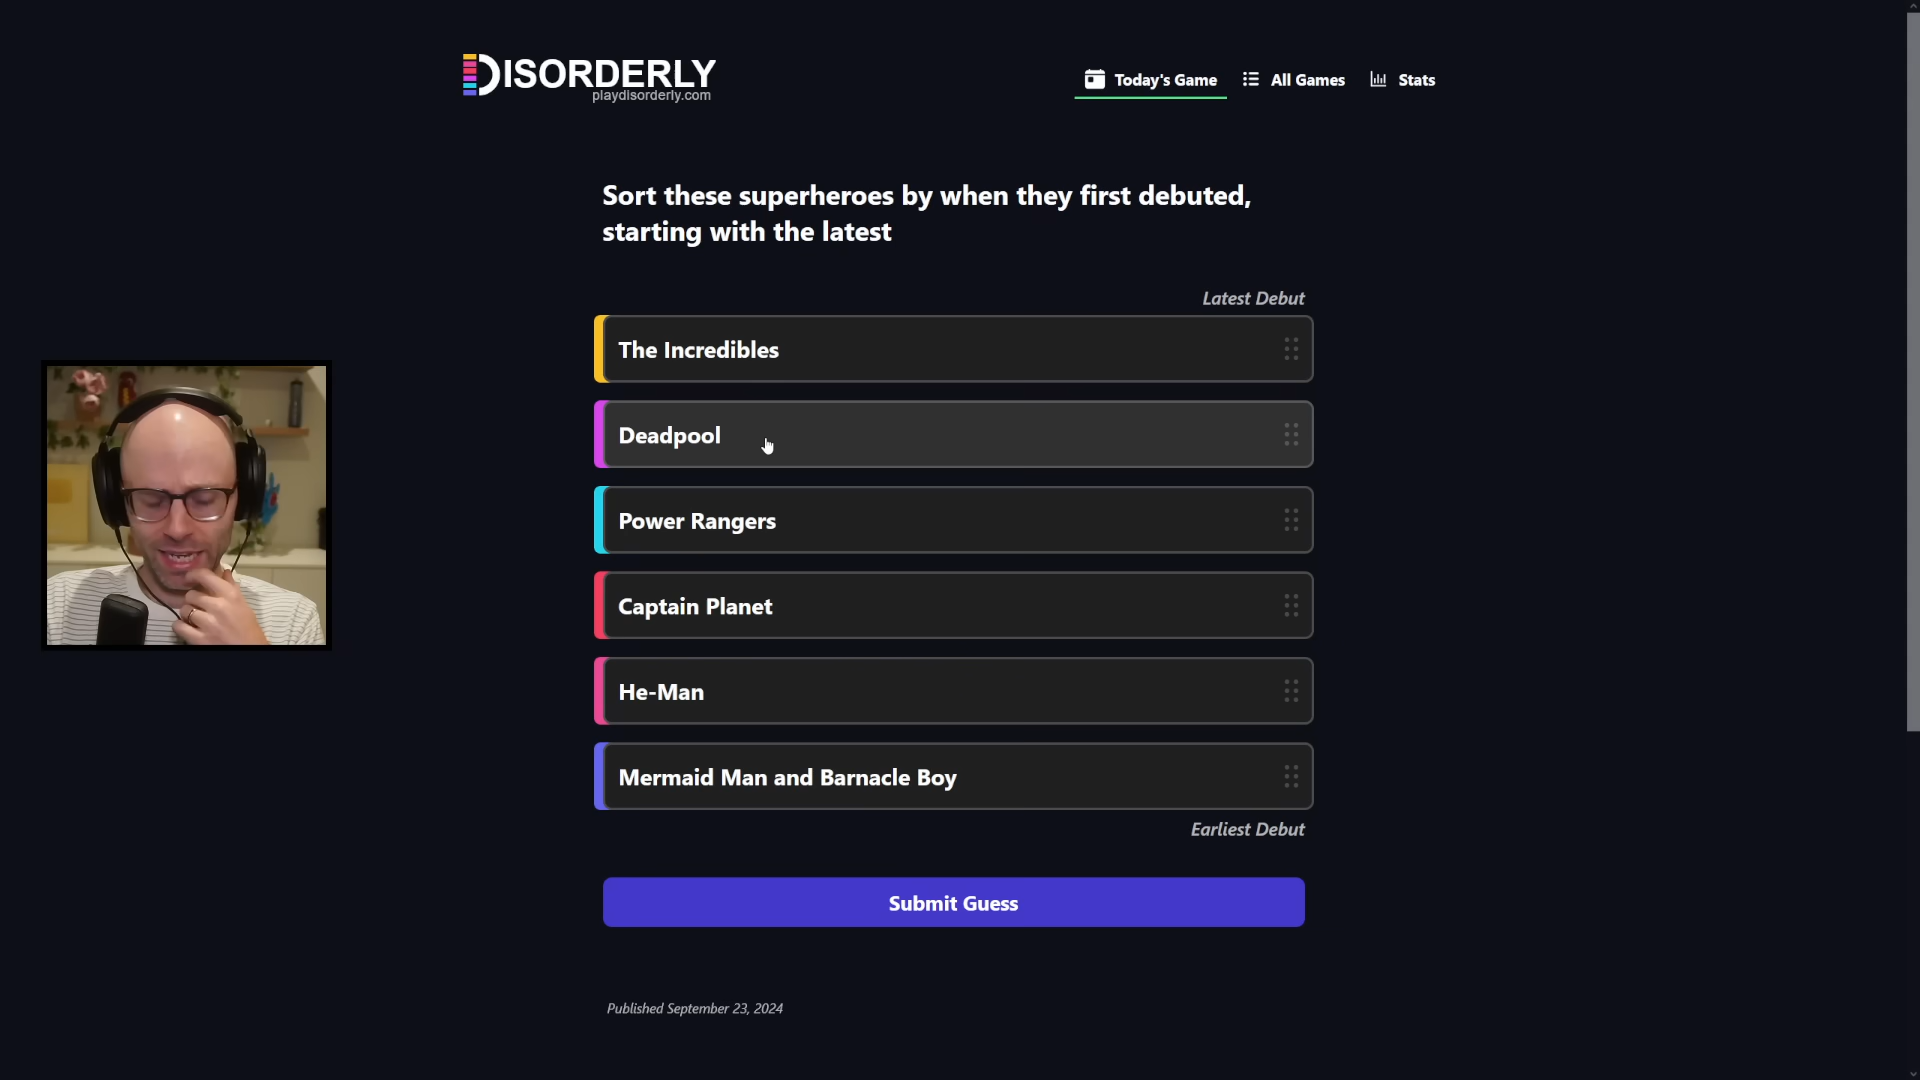 DISORDERLY
playdisorderly.com
Today's Game
All Games
Stats
Sort these superheroes by when they first debuted,
starting with the latest
Latest Debut
The Incredibles
Deadpool
Power Rangers
Captain Planet
He-Man
Mermaid Man and Barnacle Boy
Earliest Debut
Submit Guess
Published September 23, 2024